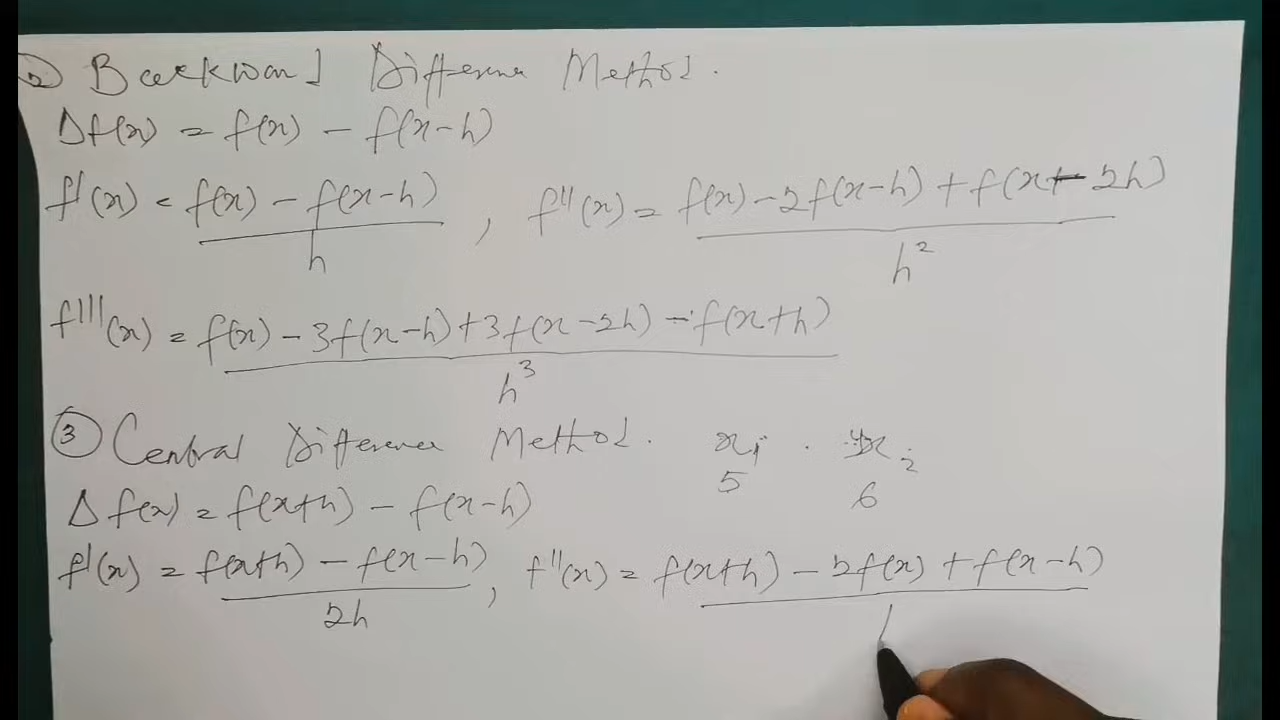 ② Backward Difference Method.
Δf(x) = f(x) - f(x-h)
f'(x) = f(x) - f(x-h) / h , f''(x) = f(x) - 2f(x-h) + f(x-2h) / h²
f'''(x) = f(x) - 3f(x-h) + 3f(x-2h) - f(x+h) / h³
③ Central Difference Method. x₁ . x₂
5 6
Δf(x) = f(x+h) - f(x-h)
f'(x) = f(x+h) - f(x-h) / 2h , f''(x) = f(x+h) - 2f(x) + f(x-h)